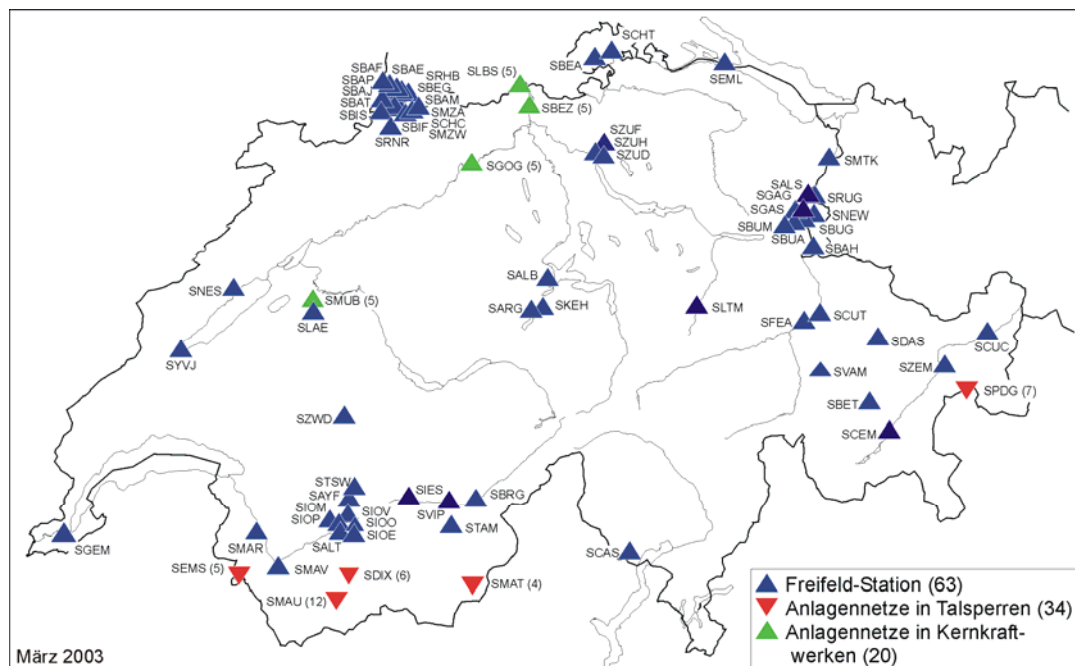 SCHT
SBEA
SEML
SBAF
SBAE
SBAP
SRHB
SBAJ
SBEG
SBAT
SBAM
SBIS
SMZA
SBIF
SCHC
SMZW
SRNR
SLBS (5)
SBEZ (5)
SGOG (5)
SZUF
SZUH
SZUD
SMTK
SALS
SGAG
SRUG
SGAS
SNEW
SBUM
SBUG
SBUA
SBAH
SNES
SMUB (5)
SLAE
SYVJ
SALB
SARG
SKEH
SLTM
SFEA
SCUT
SDAS
SCUC
SVAM
SZEM
SPDG (7)
SBET
SCEM
SZWD
STSW
SAYF
SIES
SIOM
SIOV
SVIP
SBRG
SIOP
SIOO
STAM
SALT
SIOE
SGEM
SMAR
SCAS
SEMS (5)
SMAV
SDIX (6)
SMAT (4)
SMAU (12)
Freifeld-Station (63)
Anlagennetze in Talsperren (34)
Anlagennetze in Kernkraft-
werken (20)
März 2003